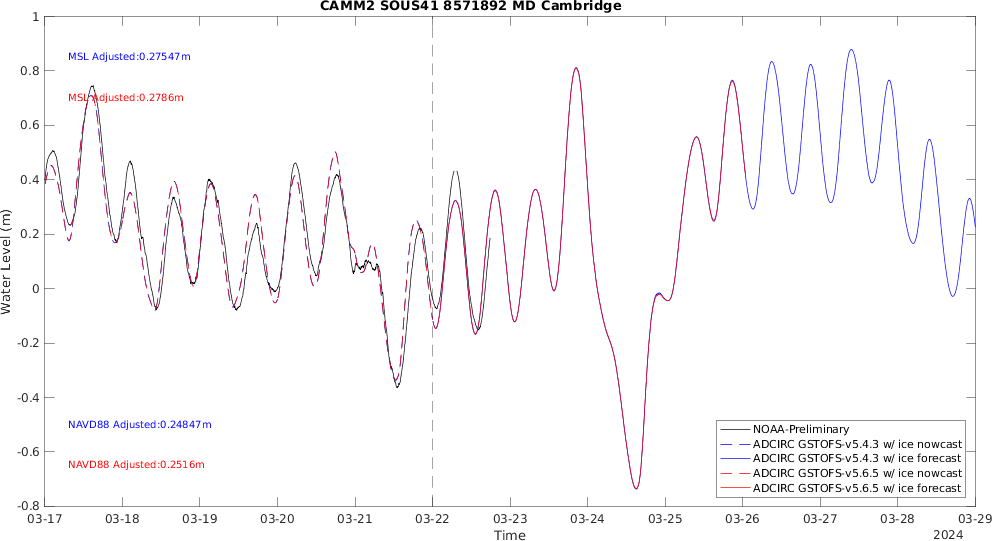 CAMM2 SOUS41 8571892 MD Cambridge
1
0.8
0.6
0.4
0.2
0
-0.2
-0.4
-0.6
-0.8
Water Level (m)
MSL Adjusted:0.27547m
MSL Adjusted:0.2786m
NAVD88 Adjusted:0.24847m
NAVD88 Adjusted:0.2516m
NOAA-Preliminary
ADCIRC GSTOFS-v5.4.3 w/ ice nowcast
ADCIRC GSTOFS-v5.4.3 w/ ice forecast
ADCIRC GSTOFS-v5.6.5 w/ ice nowcast
ADCIRC GSTOFS-v5.6.5 w/ ice forecast
03-17 03-18 03-19 03-20 03-21 03-22 03-23 03-24 03-25 03-26 03-27 03-28 03-29
Time
2024